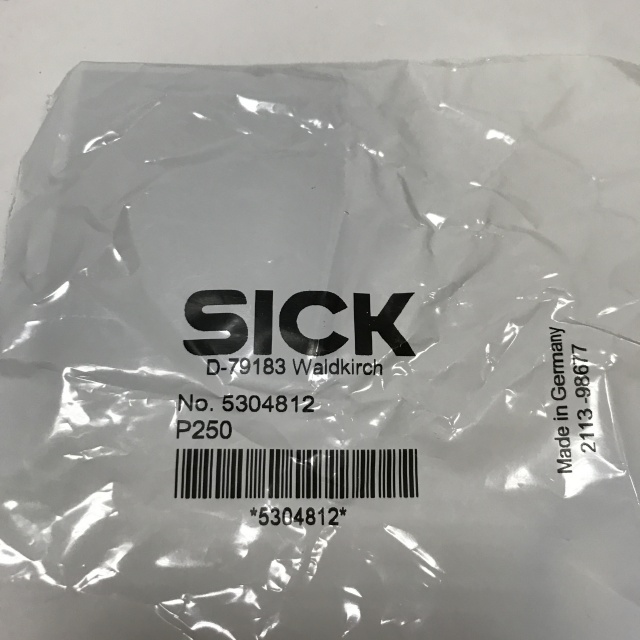 SICK
D-79183 Waldkirch
No. 5304812
P250
*5304812*
Made in Germany
2113-98677